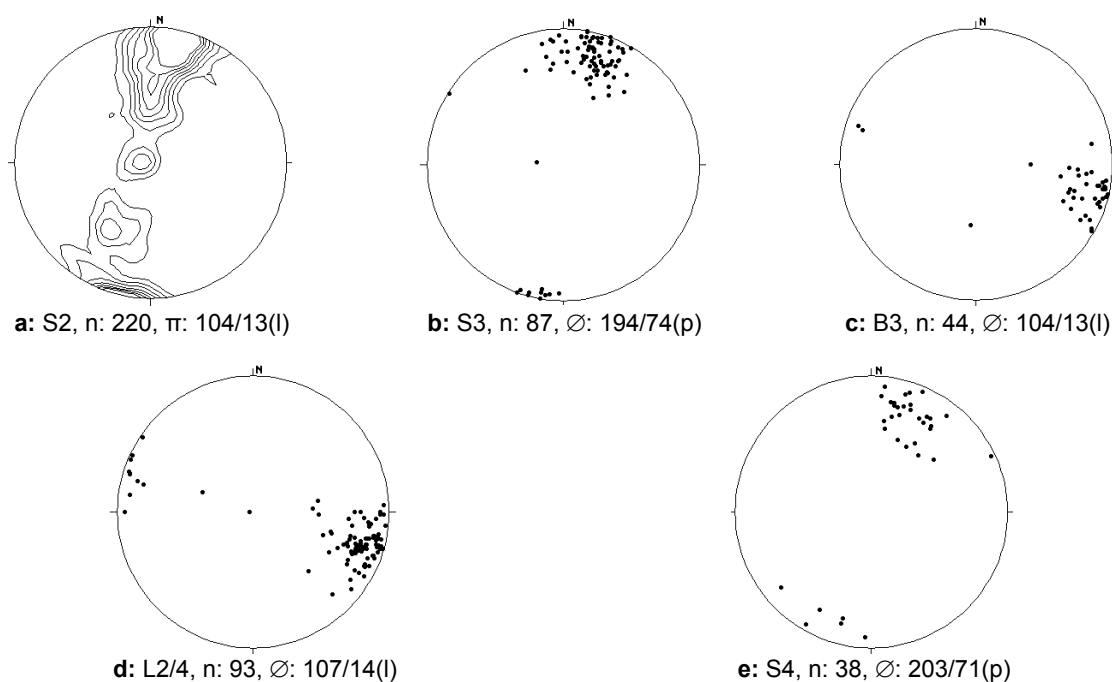 N
N
N
a: S2, n: 220, π: 104/13(l)
b: S3, n: 87, ∅: 194/74(p)
c: B3, n: 44, ∅: 104/13(l)
N
N
d: L2/4, n: 93, ∅: 107/14(l)
e: S4, n: 38, ∅: 203/71(p)